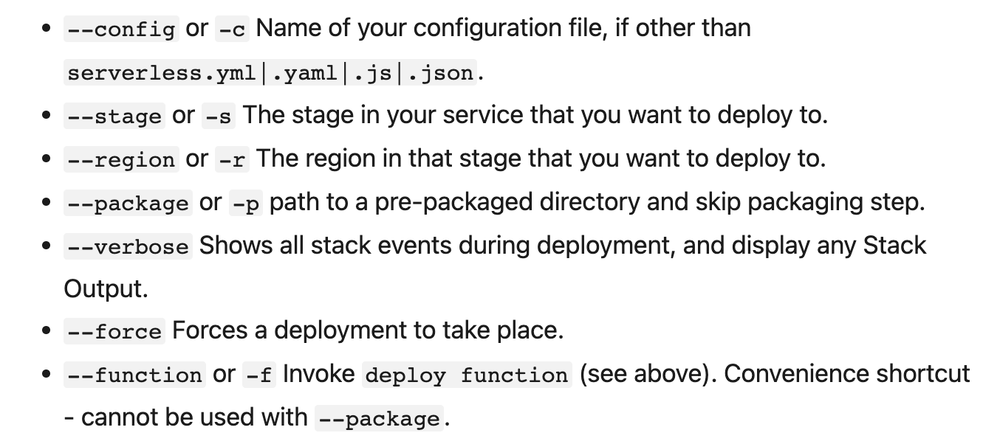 • --config or -c Name of your configuration file, if other than
serverless.yml|.yaml|.js|.json.
• --stage or -s The stage in your service that you want to deploy to.
• --region or -r The region in that stage that you want to deploy to.
• --package or -p path to a pre-packaged directory and skip packaging step.
• --verbose Shows all stack events during deployment, and display any Stack
Output.
• --force Forces a deployment to take place.
• --function or -f Invoke deploy function (see above). Convenience shortcut
- cannot be used with --package.